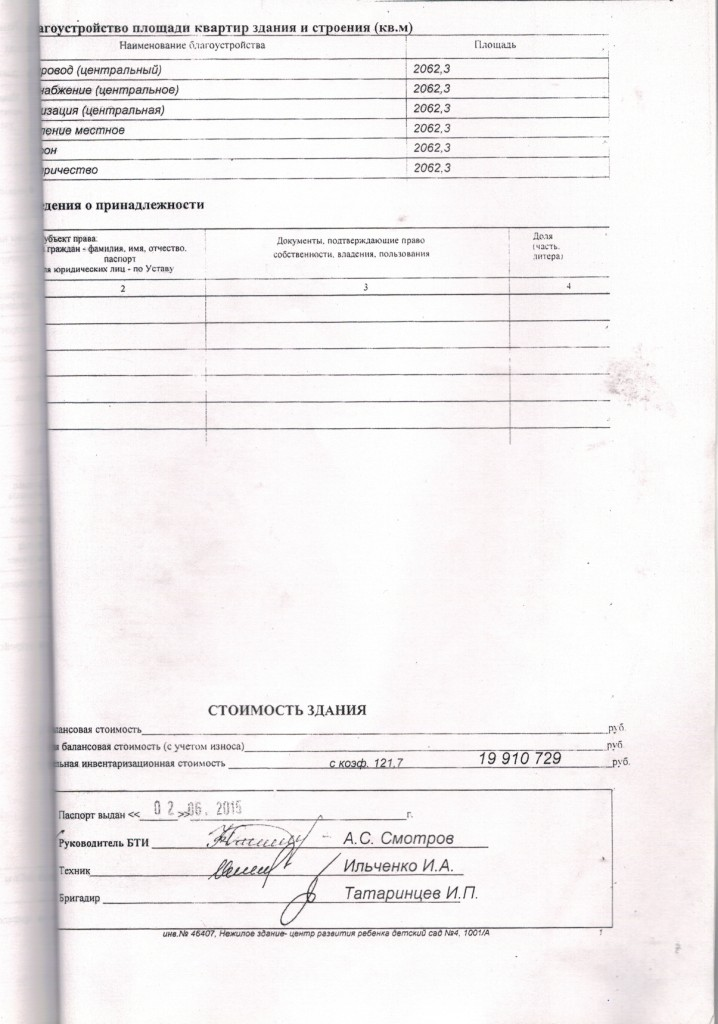 агоустройство площади квартир здания и строения (кв.м)
Наименование благоустройства Площадь
ровод (центральный) 2062,3
набжение (центральное) 2062,3
изация (центральная) 2062,3
ление местное 2062,3
он 2062,3
ричество 2062,3
дения о принадлежности
убъект права.
граждан - фамилия, имя, отчество,
паспорт
я юридических лиц - по Уставу
Документы, подтверждающие право
собственности, владения, пользования
Доля
(часть,
литера)
2 3 4
СТОИМОСТЬ ЗДАНИЯ
лансовая стоимость руб.
я балансовая стоимость (с учетом износа) руб.
льная инвентаризационная стоимость с коэф. 121,7 19 910 729 руб.
Паспорт выдан << 02 >> 06. 2015 г.
Руководитель БТИ А.С. Смотров
Техник Ильченко И.А.
Бригадир Татаринцев И.П.
инв.№ 46407, Нежилое здание- центр развития ребенка детский сад №4, 1001/А 1